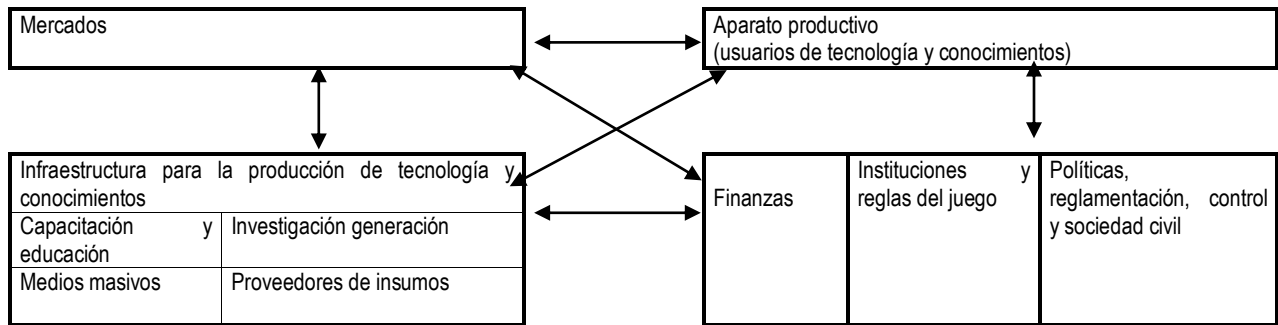 Mercados
Aparato productivo
(usuarios de tecnología y conocimientos)
Infraestructura para la producción de tecnología y
conocimientos
Capacitación y
educación
Investigación generación
Medios masivos
Proveedores de insumos
Finanzas
Instituciones y
reglas del juego
Políticas,
reglamentación, control
y sociedad civil